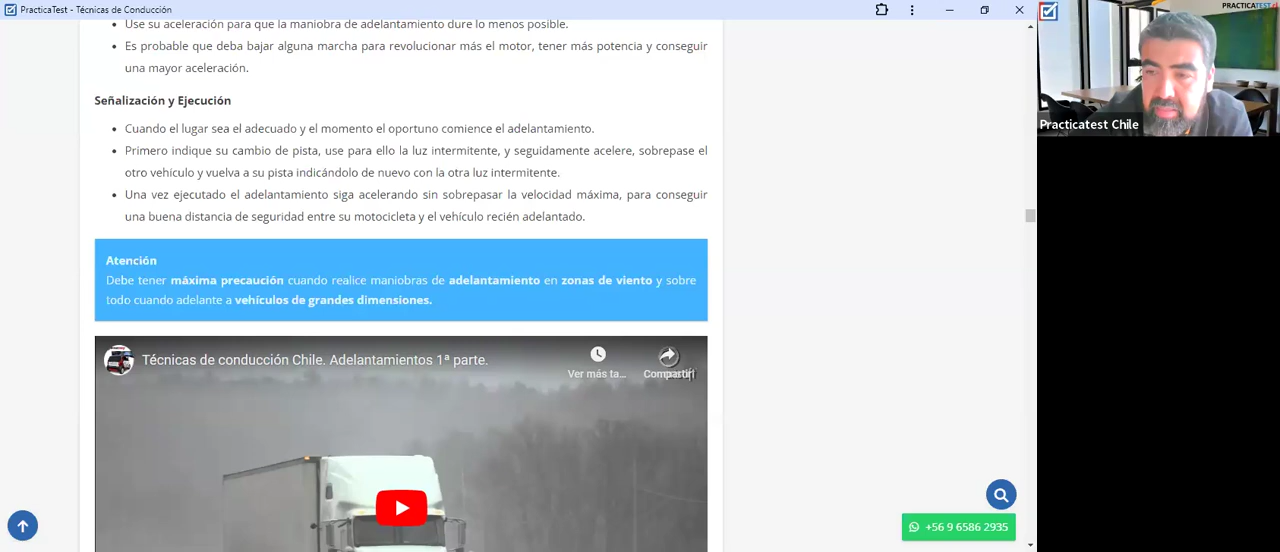 PracticaTest - Técnicas de Conducción
Use su aceleración para que la maniobra de adelantamiento dure lo menos posible.
Es probable que deba bajar alguna marcha para revolucionar más el motor, tener más potencia y conseguir
una mayor aceleración.
Señalización y Ejecución
Cuando el lugar sea el adecuado y el momento el oportuno comience el adelantamiento.
Primero indique su cambio de pista, use para ello la luz intermitente, y seguidamente acelere, sobrepase el
otro vehículo y vuelva a su pista indicándolo de nuevo con la otra luz intermitente.
Una vez ejecutado el adelantamiento siga acelerando sin sobrepasar la velocidad máxima, para conseguir
una buena distancia de seguridad entre su motocicleta y el vehículo recién adelantado.
Atención
Debe tener máxima precaución cuando realice maniobras de adelantamiento en zonas de viento y sobre
todo cuando adelante a vehículos de grandes dimensiones.
Técnicas de conducción Chile. Adelantamientos 1ª parte.
Ver más ta...
Compartir
+56 9 6586 2935
PRACTICATEST
Practicatest Chile